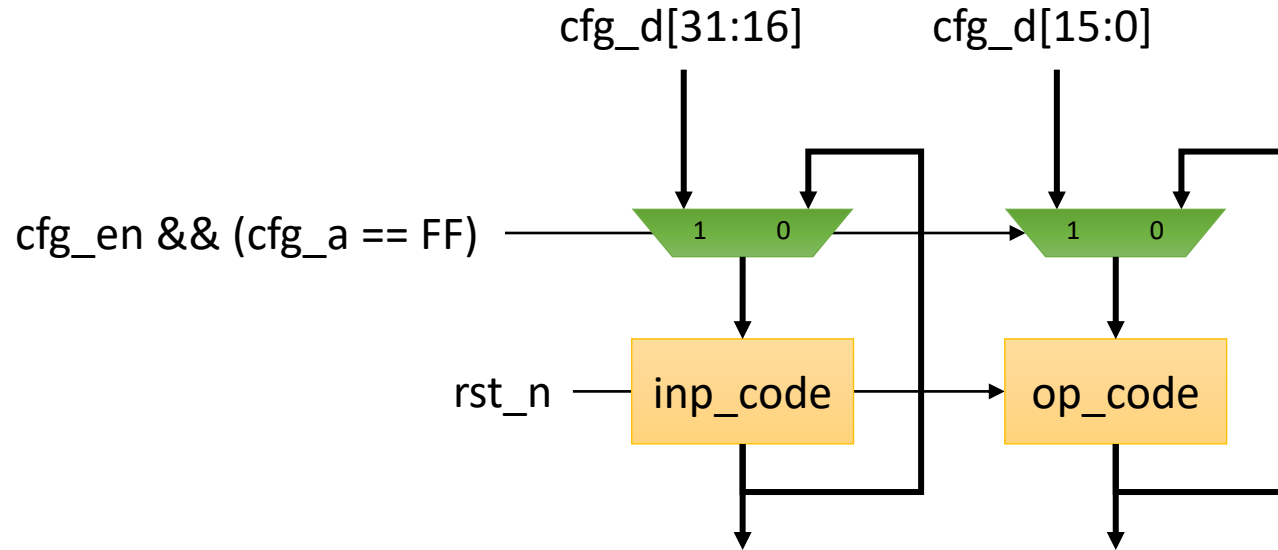 cfg_d[31:16]
cfg_d[15:0]
cfg_en && (cfg_a == FF)
1 0
1 0
rst_n
inp_code
op_code